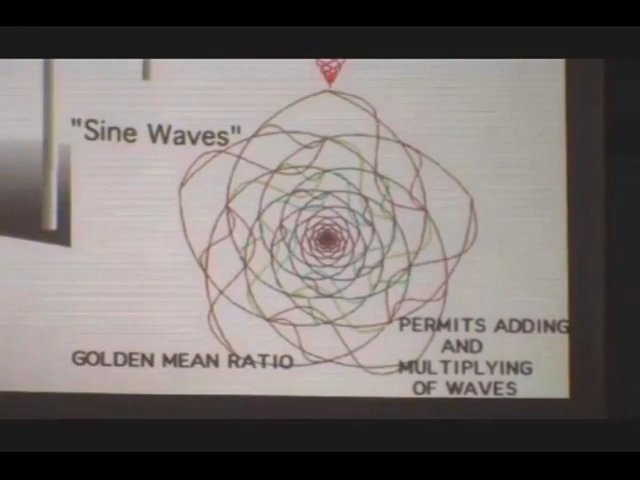 "Sine Waves"
PERMITS ADDING
AND
MULTIPLYING
OF WAVES
GOLDEN MEAN RATIO